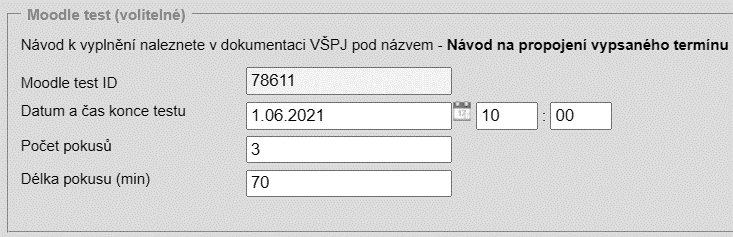 Moodle test (volitelné)
Návod k vyplnění naleznete v dokumentaci VŠPJ pod názvem - Návod na propojení vypsaného termínu
Moodle test ID 78611
Datum a čas konce testu 1.06.2021 10 : 00
Počet pokusů 3
Délka pokusu (min) 70